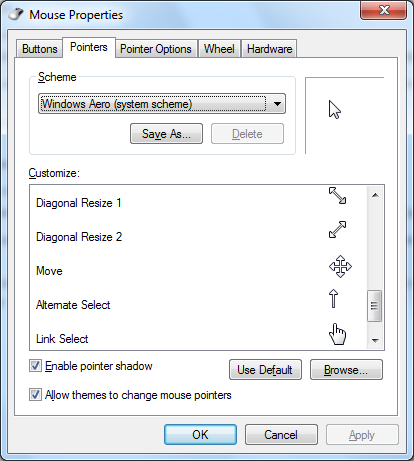 Mouse Properties
Buttons Pointers Pointer Options Wheel Hardware
Scheme
Windows Aero (system scheme)
Save As... Delete
Customize:
Diagonal Resize 1
Diagonal Resize 2
Move
Alternate Select
Link Select
Enable pointer shadow
Use Default Browse...
Allow themes to change mouse pointers
OK Cancel Apply